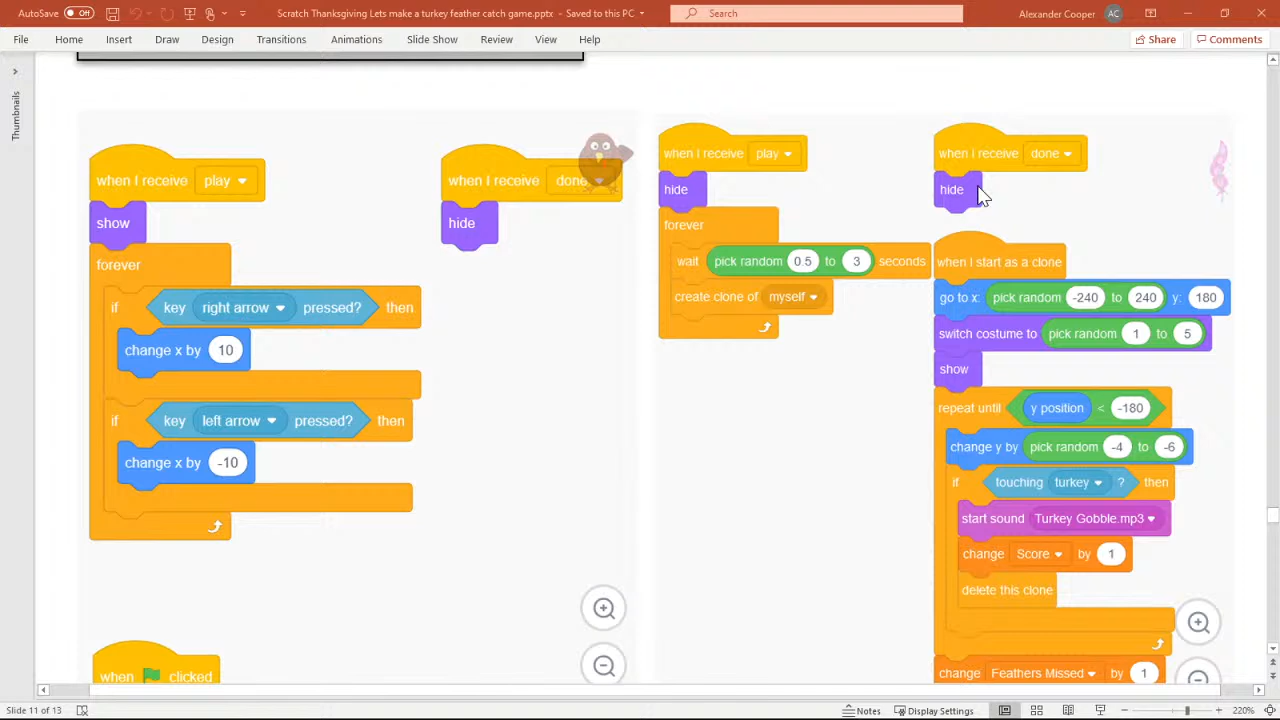 AutoSave Off
Scratch Thanksgiving Lets make a turkey feather catch game.pptx - Saved to this PC
Search
Alexander Cooper AC
File Home Insert Draw Design Transitions Animations Slide Show Review View Help
Share Comments
Thumbnails
when I receive play
show
forever
if key right arrow pressed? then
change x by 10
if key left arrow pressed? then
change x by -10
when clicked
when I receive done
hide
when I receive play
hide
forever
wait pick random 0.5 to 3 seconds
create clone of myself
when I receive done
hide
when I start as a clone
go to x: pick random -240 to 240 y: 180
switch costume to pick random 1 to 5
show
repeat until y position < -180
change y by pick random -4 to -6
if touching turkey ? then
start sound Turkey Gobble.mp3
change Score by 1
delete this clone
change Feathers Missed by 1
Slide 11 of 13
Notes Display Settings 220%